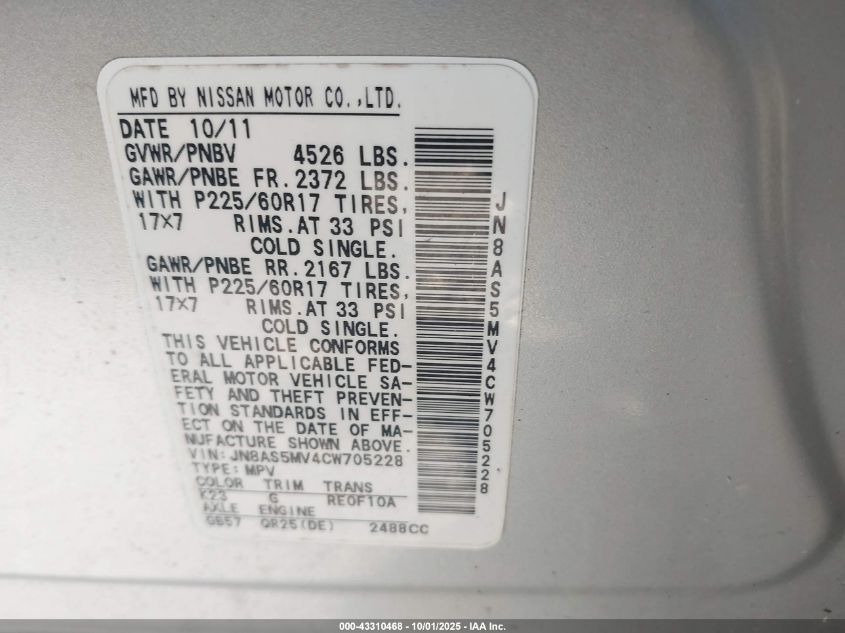 MFD BY NISSAN MOTOR CO.,LTD.
DATE 10/11
GVWR/PNBV 4526 LBS.
GAWR/PNBE FR. 2372 LBS.
WITH P225/60R17 TIRES,
17×7 RIMS.AT 33 PSI
COLD SINGLE.
GAWR/PNBE RR. 2167 LBS.
WITH P225/60R17 TIRES,
17×7 RIMS.AT 33 PSI
COLD SINGLE.
THIS VEHICLE CONFORMS
TO ALL APPLICABLE FED-
ERAL MOTOR VEHICLE SA-
FETY AND THEFT PREVEN-
TION STANDARDS IN EFF-
ECT ON THE DATE OF MA-
NUFACTURE SHOWN ABOVE.
VIN:JN8AS5MV4CW705228
TYPE:MPV
COLOR TRIM TRANS
K23 G RE0F10A
AXLE ENGINE
GB57 QR25(DE) 2488CC
JN8AS5MV4CW705228
000-43310468 - 10/01/2025 - IAA Inc.